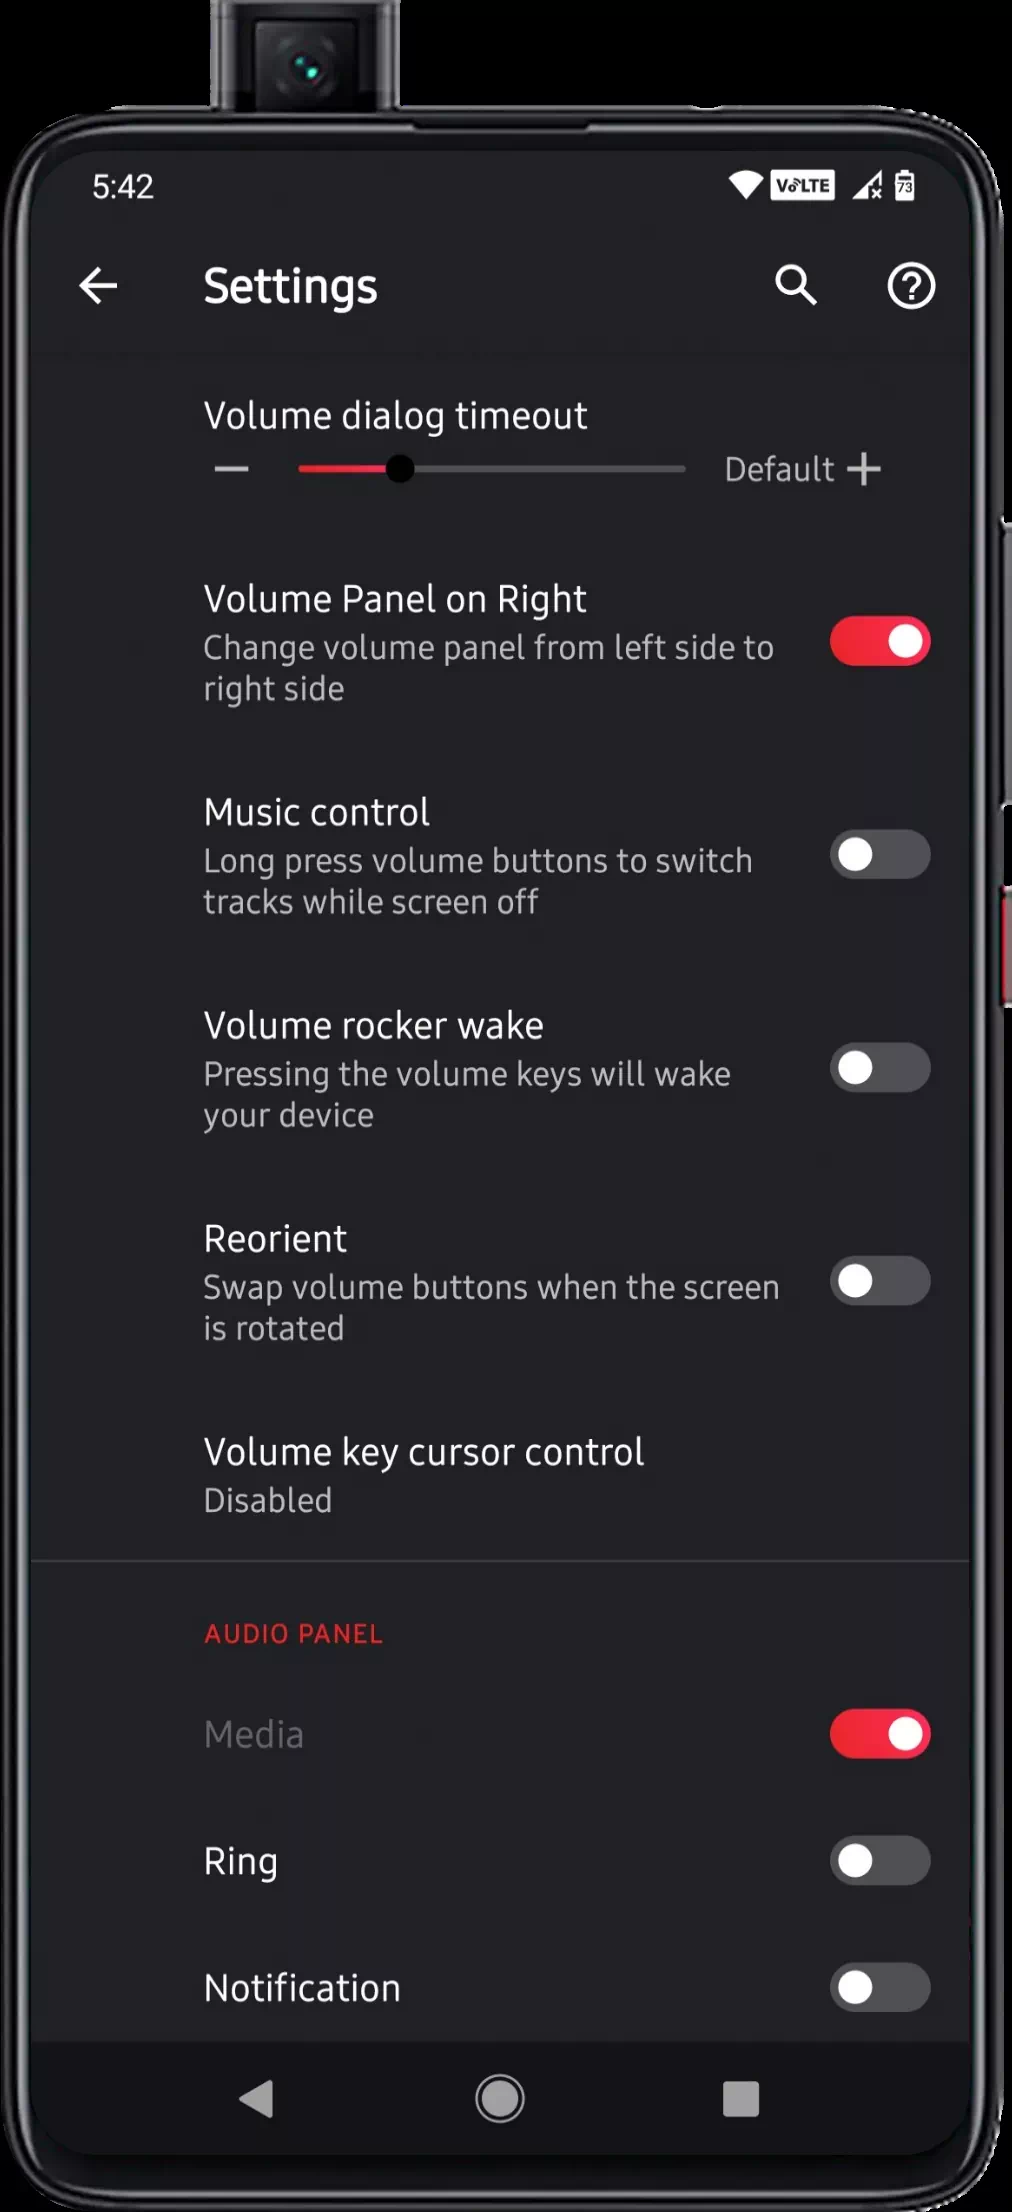 5:42
VoLTE
73
Settings
Volume dialog timeout
Default
Volume Panel on Right
Change volume panel from left side to
right side
Music control
Long press volume buttons to switch
tracks while screen off
Volume rocker wake
Pressing the volume keys will wake
your device
Reorient
Swap volume buttons when the screen
is rotated
Volume key cursor control
Disabled
AUDIO PANEL
Media
Ring
Notification